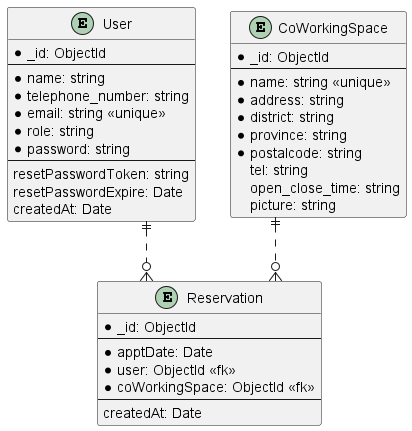 E User
_id: ObjectId
name: string
telephone_number: string
email: string «unique»
role: string
password: string
resetPasswordToken: string
resetPasswordExpire: Date
createdAt: Date
E CoWorkingSpace
_id: ObjectId
name: string «unique»
address: string
district: string
province: string
postalcode: string
tel: string
open_close_time: string
picture: string
E Reservation
_id: ObjectId
apptDate: Date
user: ObjectId «fk»
coWorkingSpace: ObjectId «fk»
createdAt: Date